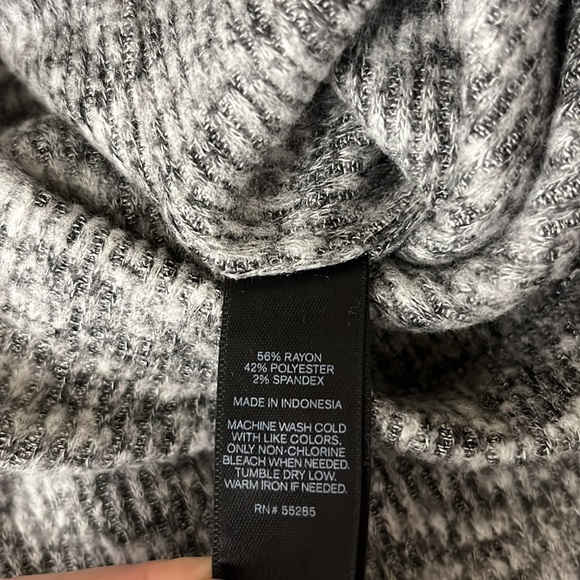 56% RAYON
42% POLYESTER
2% SPANDEX
MADE IN INDONESIA
MACHINE WASH COLD
WITH LIKE COLORS.
ONLY NON-CHLORINE
BLEACH WHEN NEEDED.
TUMBLE DRY LOW.
WARM IRON IF NEEDED.
RN# 55285